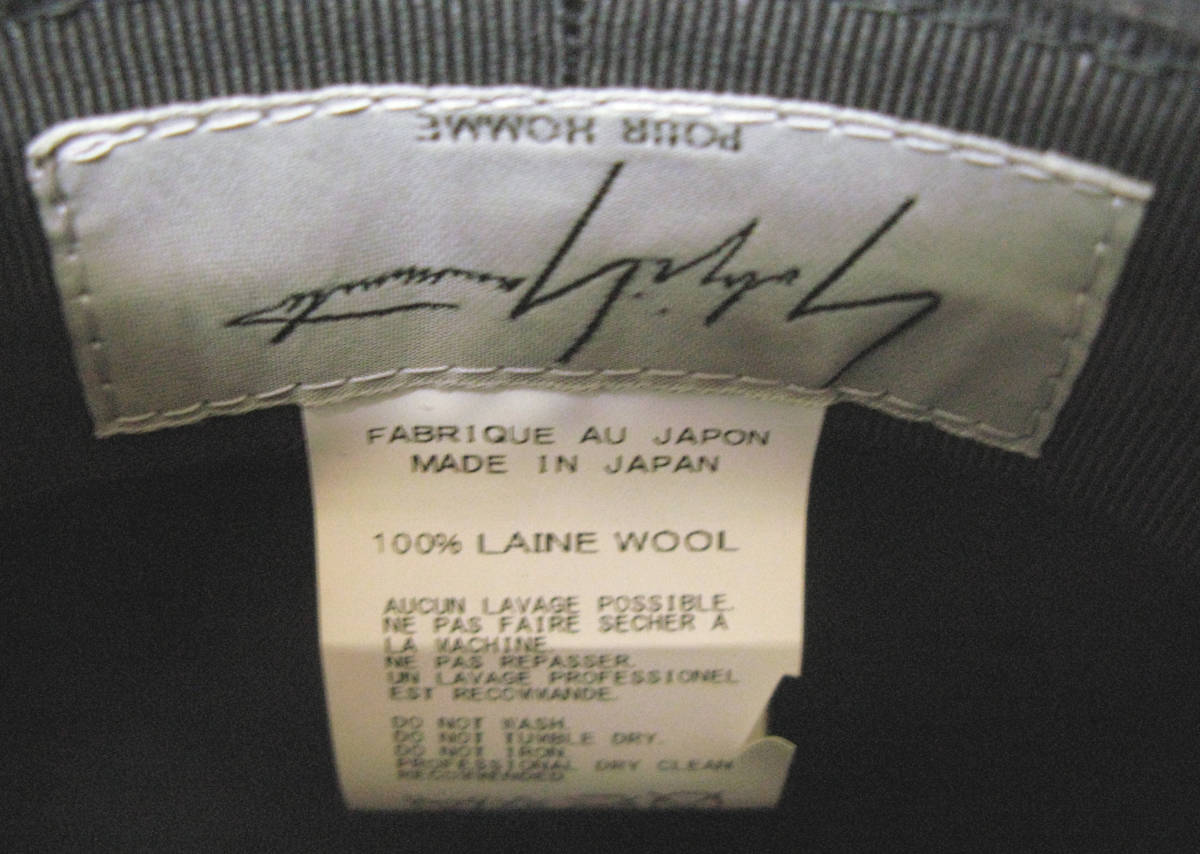 Yohji Yamamoto
POUR HOMME
FABRIQUE AU JAPON
MADE IN JAPAN
100% LAINE WOOL
AUCUN LAVAGE POSSIBLE.
NE PAS FAIRE SECHER A
LA MACHINE.
NE PAS REPASSER.
UN LAVAGE PROFESSIONEL
EST RECOMMANDE.
DO NOT WASH.
DO NOT TUMBLE DRY.
DO NOT IRON.
PROFESSIONAL DRY CLEAN
RECOMMENDED.